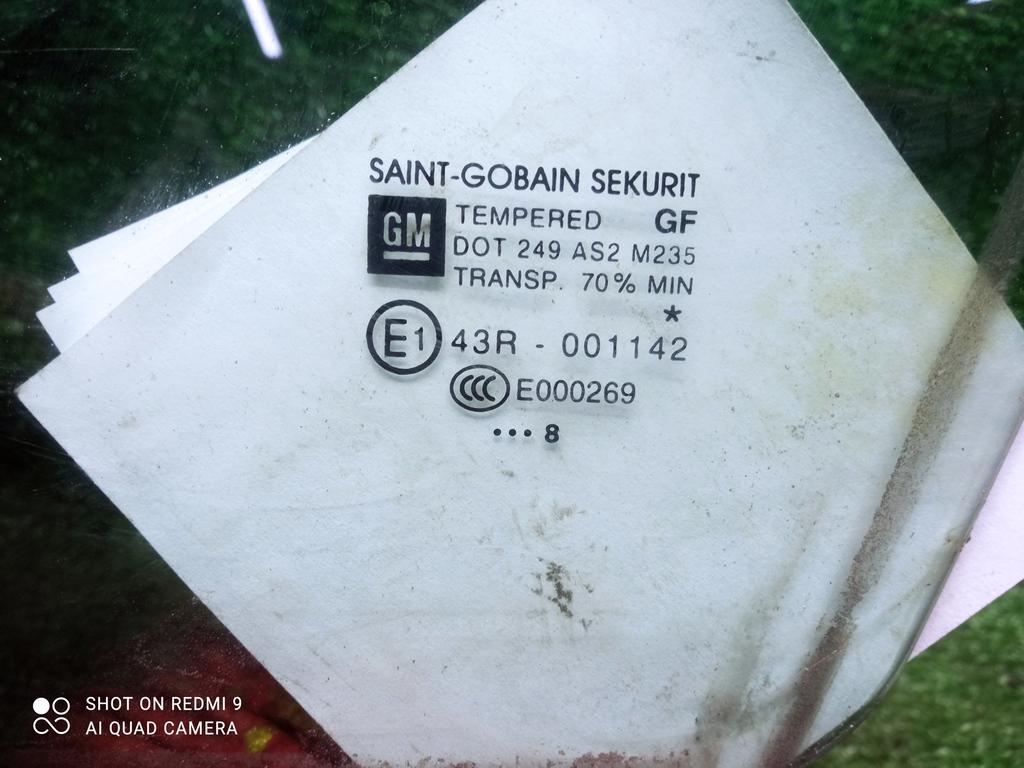 SAINT-GOBAIN SEKURIT
GM
TEMPERED GF
DOT 249 AS2 M235
TRANSP. 70% MIN
*
E1 43R - 001142
CCC E000269
... 8
SHOT ON REDMI 9
AI QUAD CAMERA